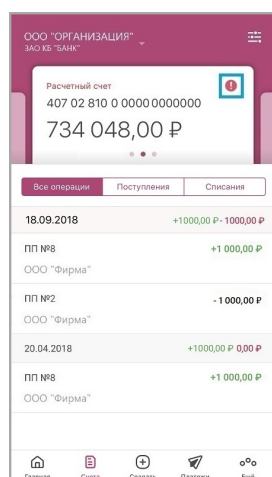 ООО "ОРГАНИЗАЦИЯ"
ЗАО КБ "БАНК"
Расчетный счет
407 02 810 0 0000 0000000
734 048,00 ₽
Все операции Поступления Списания
18.09.2018 +1000,00 ₽ - 1000,00 ₽
ПП №8 +1 000,00 ₽
ООО "Фирма"
ПП №2 - 1 000,00 ₽
ООО "Фирма"
20.04.2018 +1000,00 ₽ 0,00 ₽
ПП №8 +1 000,00 ₽
ООО "Фирма"
Главная Счета Создать Платежи Ещё